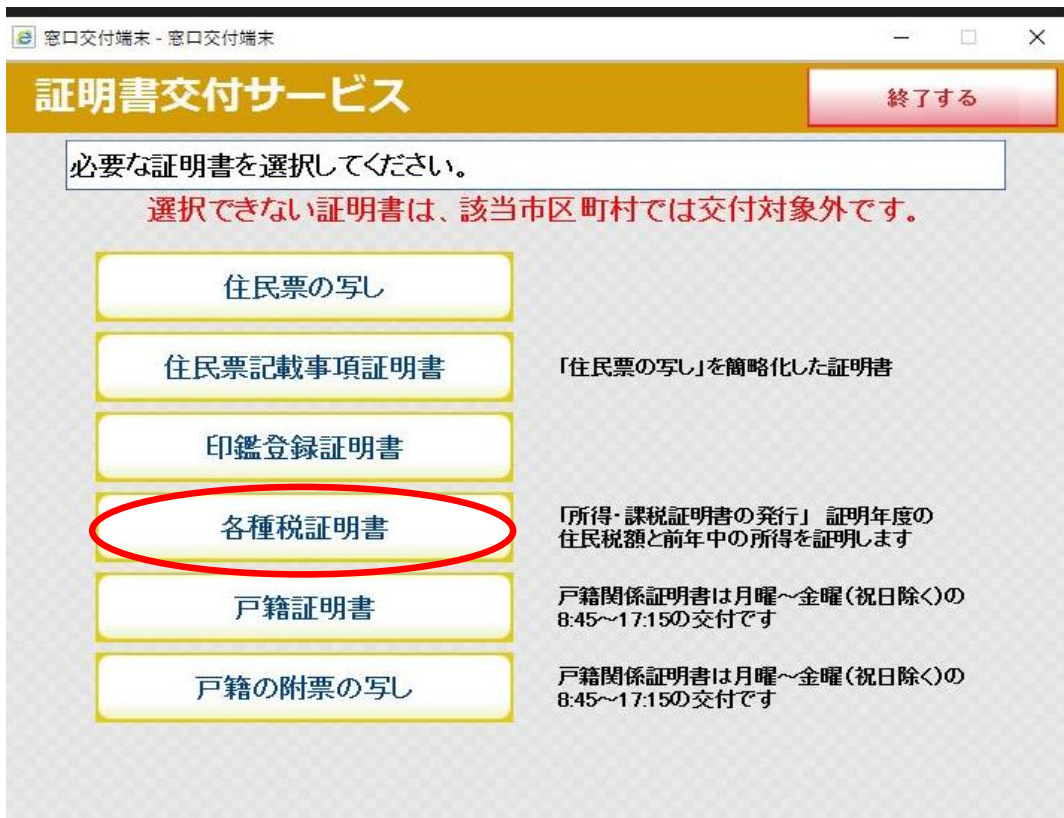 窓口交付端末 - 窓口交付端末
証明書交付サービス
終了する
必要な証明書を選択してください。
選択できない証明書は、該当市区町村では交付対象外です。
住民票の写し
住民票記載事項証明書
「住民票の写し」を簡略化した証明書
印鑑登録証明書
各種税証明書
「所得・課税証明書の発行」 証明年度の
住民税額と前年中の所得を証明します
戸籍証明書
戸籍関係証明書は月曜～金曜(祝日除く)の
8:45～17:15の交付です
戸籍の附票の写し
戸籍関係証明書は月曜～金曜(祝日除く)の
8:45～17:15の交付です